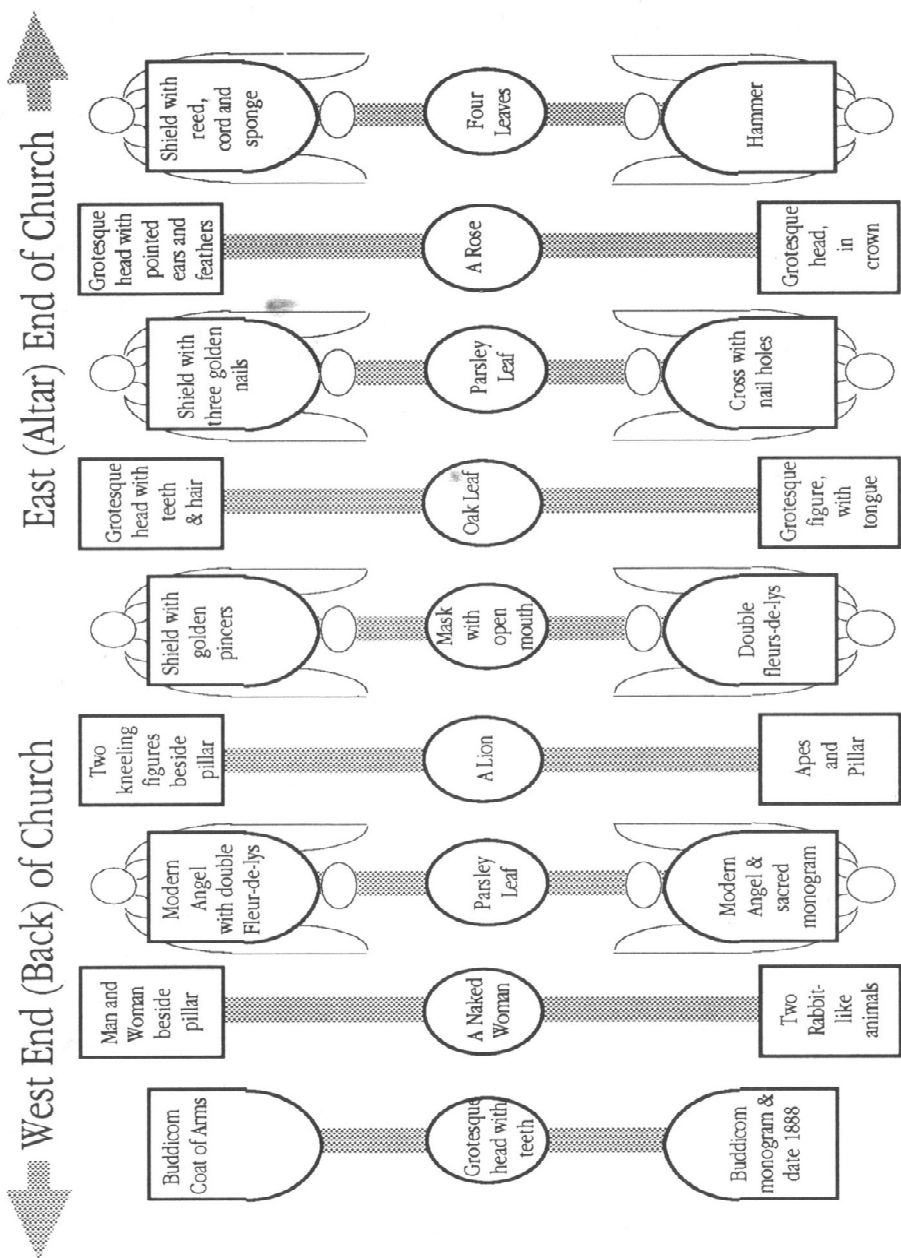 West End (Back) of Church
East (Altar) End of Church
Buddicom
Coat of Arms
Man and
Woman
beside
pillar
Modern
Angel
with double
Fleur-de-lys
Two
kneeling
figures
beside
pillar
Shield with
golden
pincers
Grotesque
head with
teeth
& hair
Shield with
three golden
nails
Grotesque
head with
pointed
ears and
feathers
Shield with
reed,
cord and
sponge
Grotesque
head with
teeth
A Naked
Woman
Parsley
Leaf
A Lion
Mask
with
open
mouth
Oak Leaf
Parsley
Leaf
A Rose
Four
Leaves
Buddicom
monogram &
date 1888
Two
Rabbit-
like
animals
Modern
Angel &
sacred
monogram
Apes
and
Pillar
Double
fleurs-de-lys
Grotesque
figure,
with
tongue
Cross with
nail holes
Grotesque
head,
in
crown
Hammer